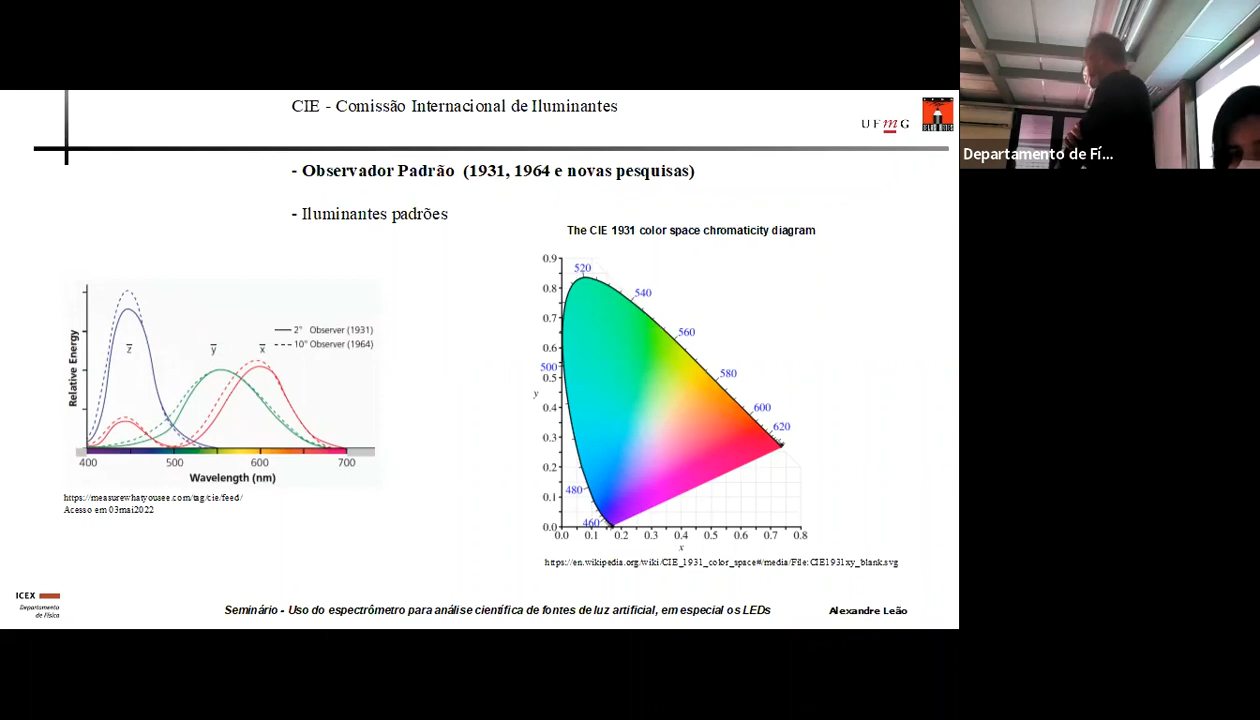 CIE - Comissão Internacional de Iluminantes
UFmG
Departamento de Fí...
- Observador Padrão (1931, 1964 e novas pesquisas)
- Iluminantes padrões
The CIE 1931 color space chromaticity diagram
Relative Energy
z
y
x
2° Observer (1931)
10° Observer (1964)
400
500
600
700
Wavelength (nm)
https://measurewhatyousee.com/tag/cie/feed/
Acesso em 03mai2022
0.9
0.8
0.7
0.6
0.5
0.4
0.3
0.2
0.1
0.0
y
520
540
560
500
580
600
620
480
460
0.0
0.1
0.2
0.3
0.4
0.5
0.6
0.7
0.8
x
https://en.wikipedia.org/wiki/CIE_1931_color_space#/media/File:CIE1931xy_blank.svg
ICEX
Departamento
de Física
Seminário - Uso do espectrômetro para análise científica de fontes de luz artificial, em especial os LEDs
Alexandre Leão